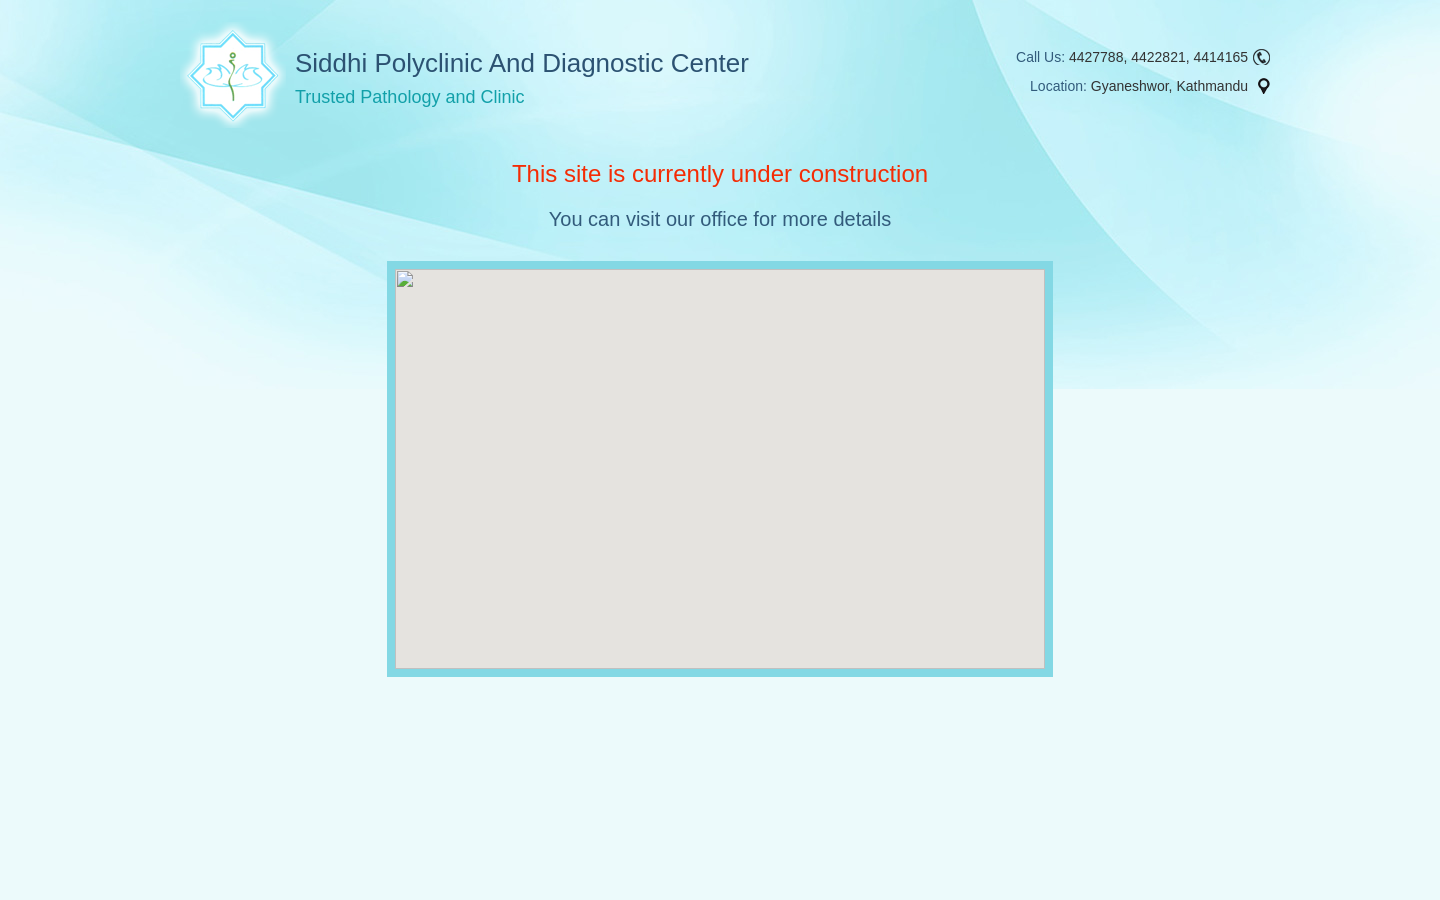 Siddhi Polyclinic And Diagnostic Center
Trusted Pathology and Clinic
Call Us: 4427788, 4422821, 4414165
Location: Gyaneshwor, Kathmandu
This site is currently under construction
You can visit our office for more details